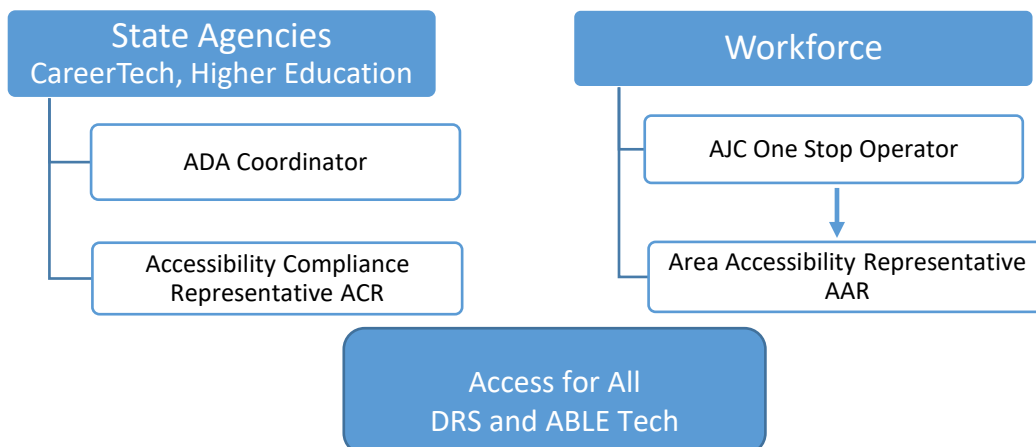 State Agencies
CareerTech, Higher Education
ADA Coordinator
Accessibility Compliance
Representative ACR
Workforce
AJC One Stop Operator
Area Accessibility Representative
AAR
Access for All
DRS and ABLE Tech